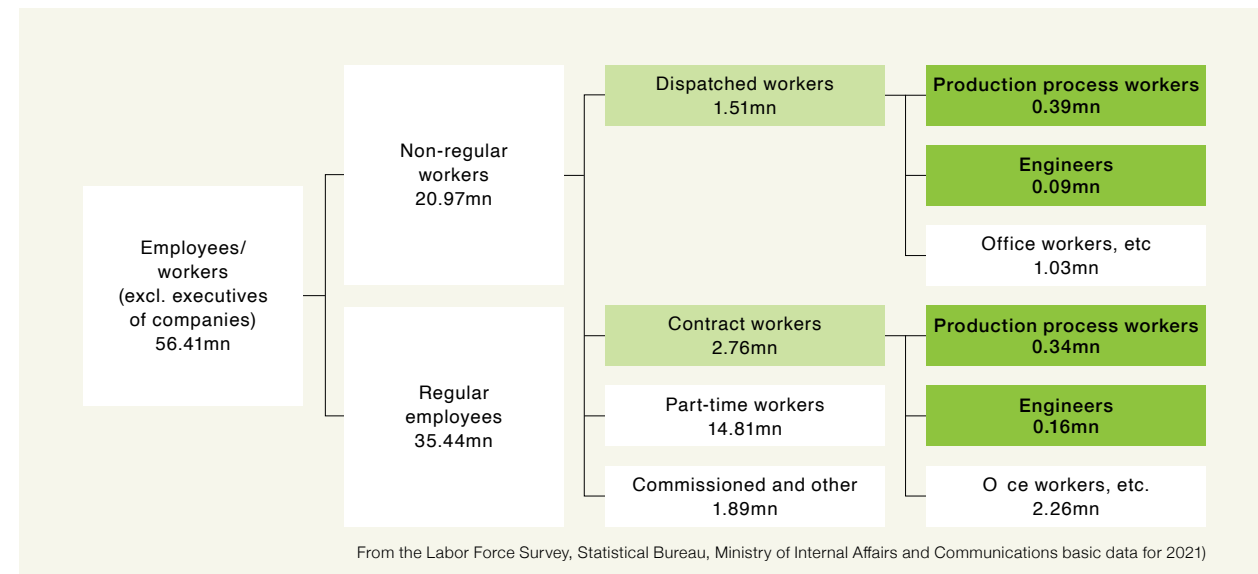 Employees/
workers
(excl. executives
of companies)
56.41mn
Non-regular
workers
20.97mn
Regular
employees
35.44mn
Dispatched workers
1.51mn
Production process workers
0.39mn
Engineers
0.09mn
Office workers, etc
1.03mn
Contract workers
2.76mn
Production process workers
0.34mn
Engineers
0.16mn
O ce workers, etc.
2.26mn
Part-time workers
14.81mn
Commissioned and other
1.89mn
From the Labor Force Survey, Statistical Bureau, Ministry of Internal Affairs and Communications basic data for 2021)